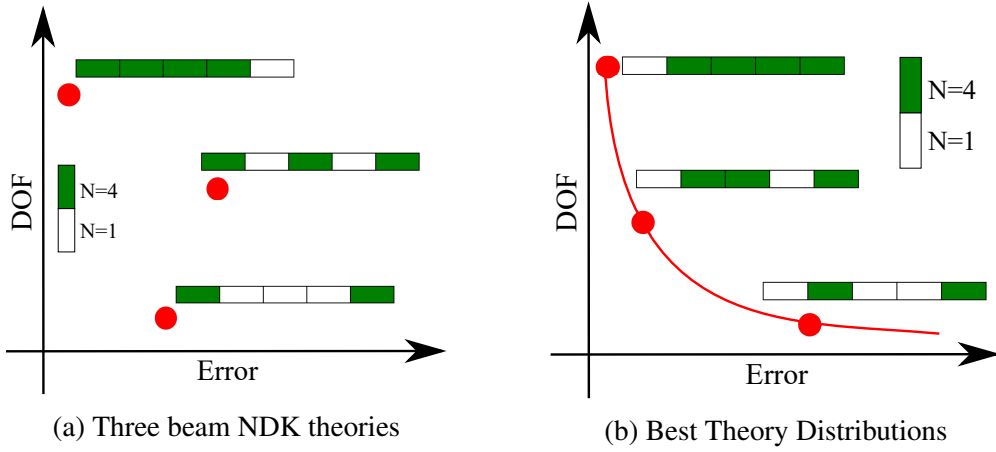 DOF
N=4
N=1
Error
(a) Three beam NDK theories
DOF
N=4
N=1
Error
(b) Best Theory Distributions